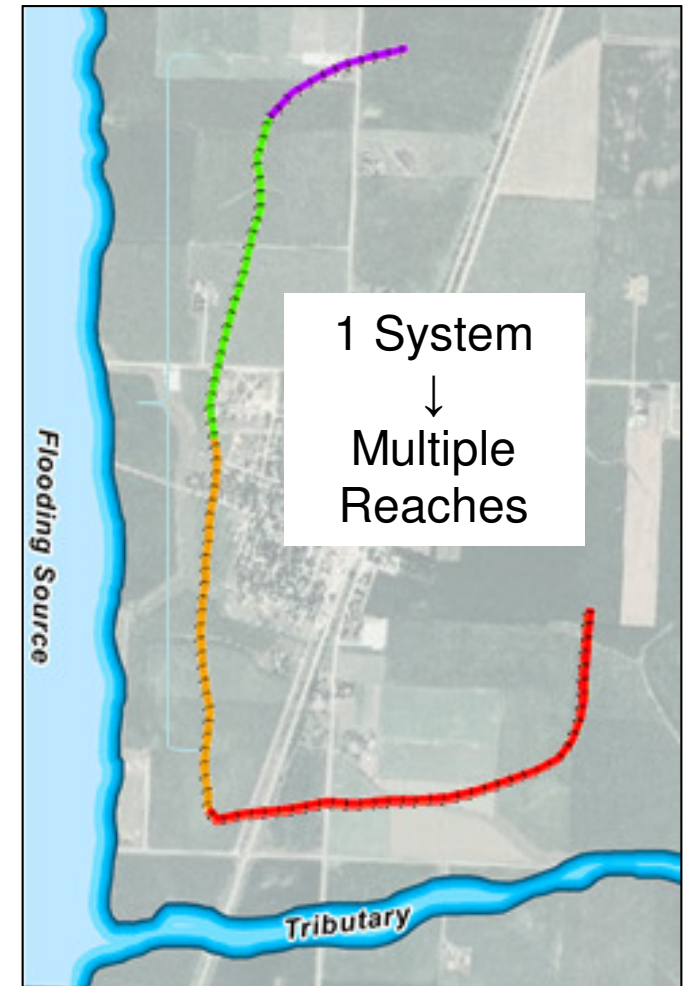 1 System
↓
Multiple
Reaches
Flooding Source
Tributary